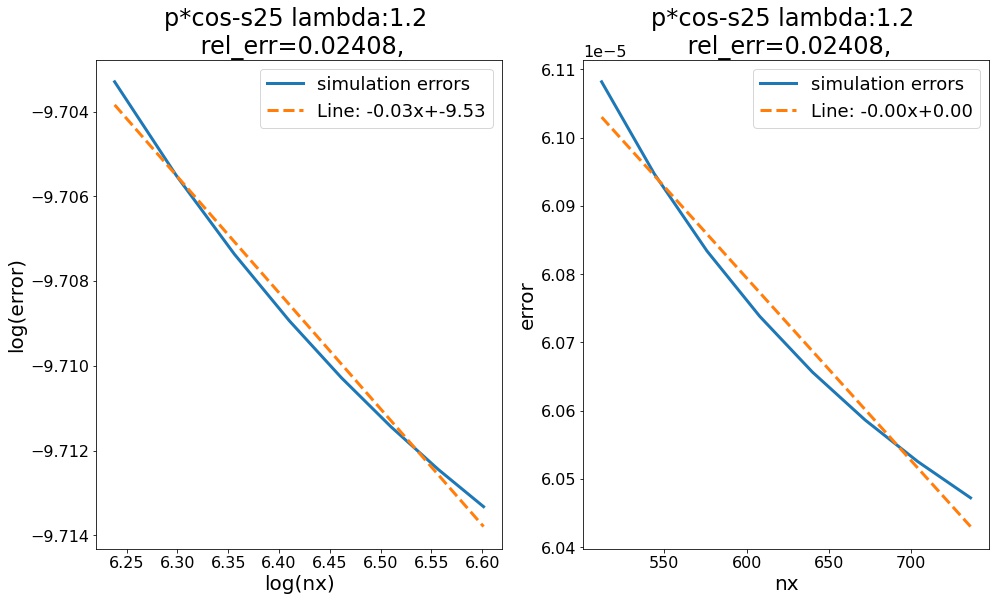 p*cos-s25 lambda:1.2
rel_err=0.02408,
simulation errors
Line: -0.03x+-9.53
−9.704
−9.706
−9.708
−9.710
−9.712
−9.714
log(error)
6.25 6.30 6.35 6.40 6.45 6.50 6.55 6.60
log(nx)
p*cos-s25 lambda:1.2
rel_err=0.02408,
1e−5
simulation errors
Line: -0.00x+0.00
6.11
6.10
6.09
6.08
6.07
6.06
6.05
6.04
error
550 600 650 700
nx